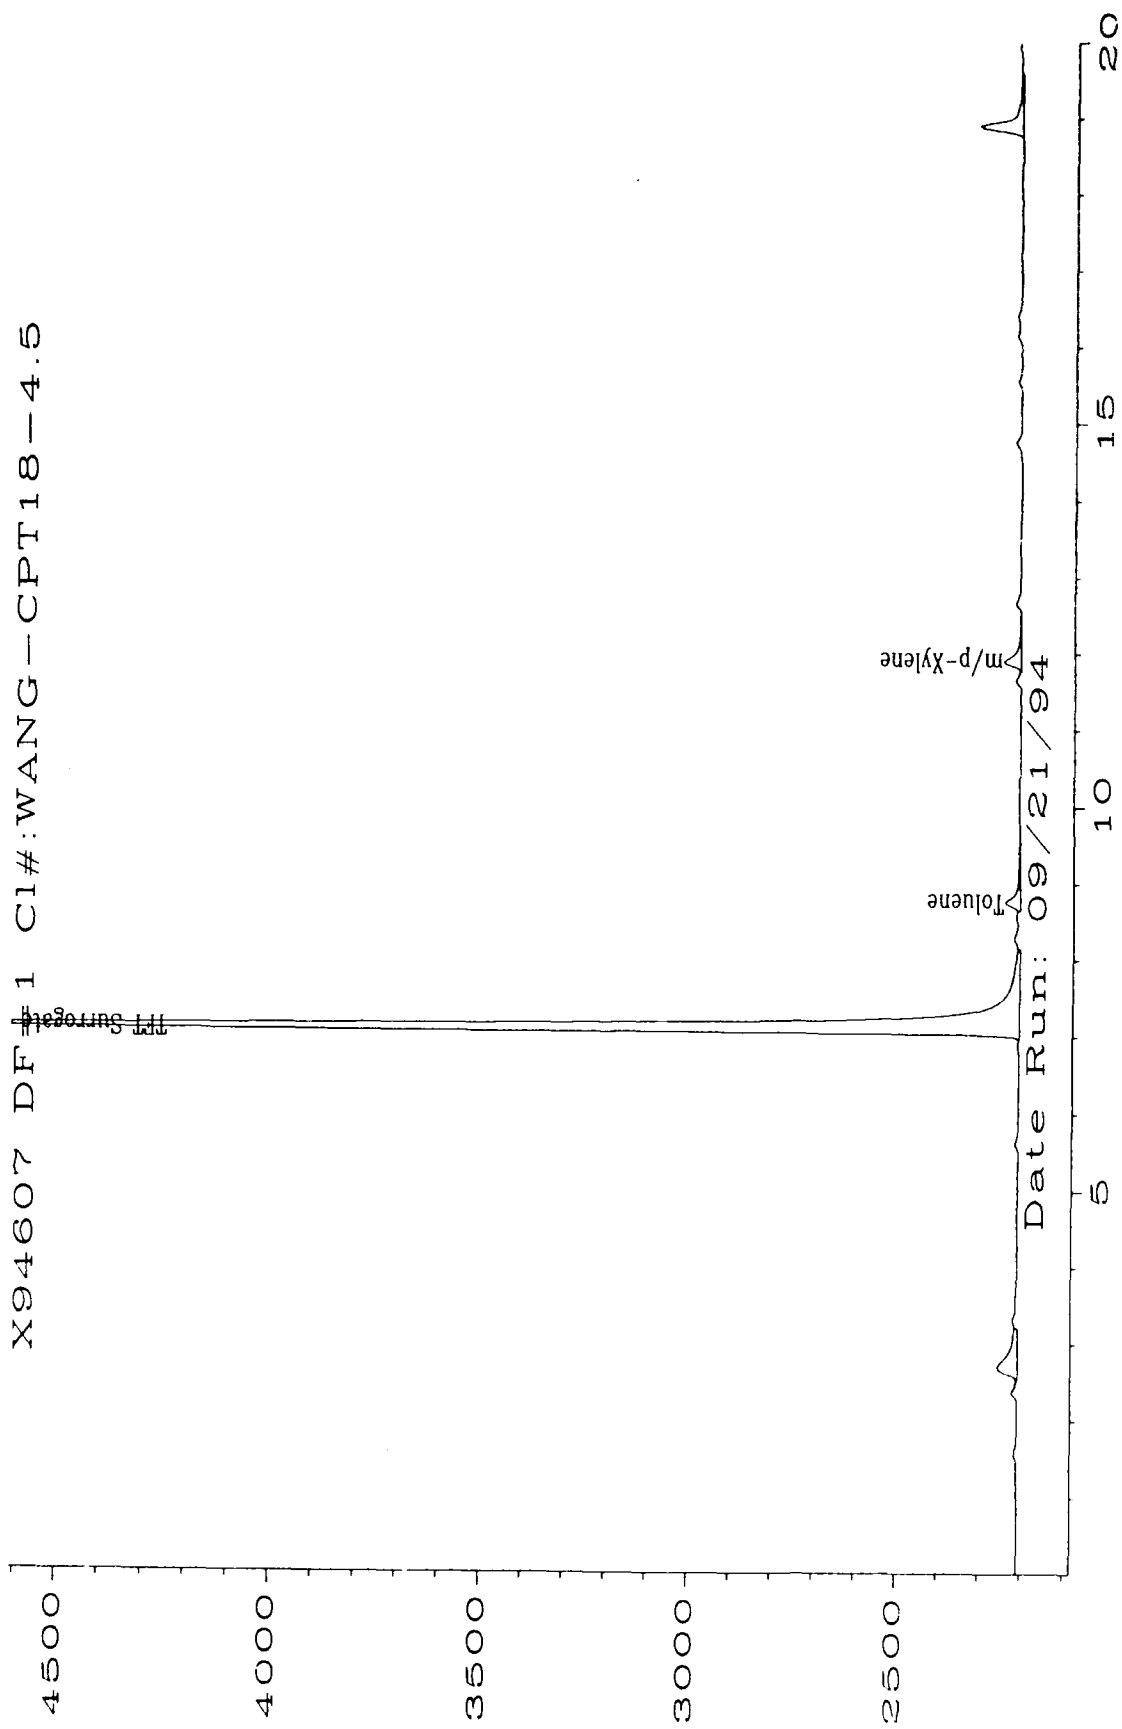 X94607 DF=1 Cl#:WANG-CPT18-4.5
4500
4000
3500
3000
2500
TFT Surrogate
Toluene
m/p-Xylene
Date Run: 09/21/94
5
10
15
20